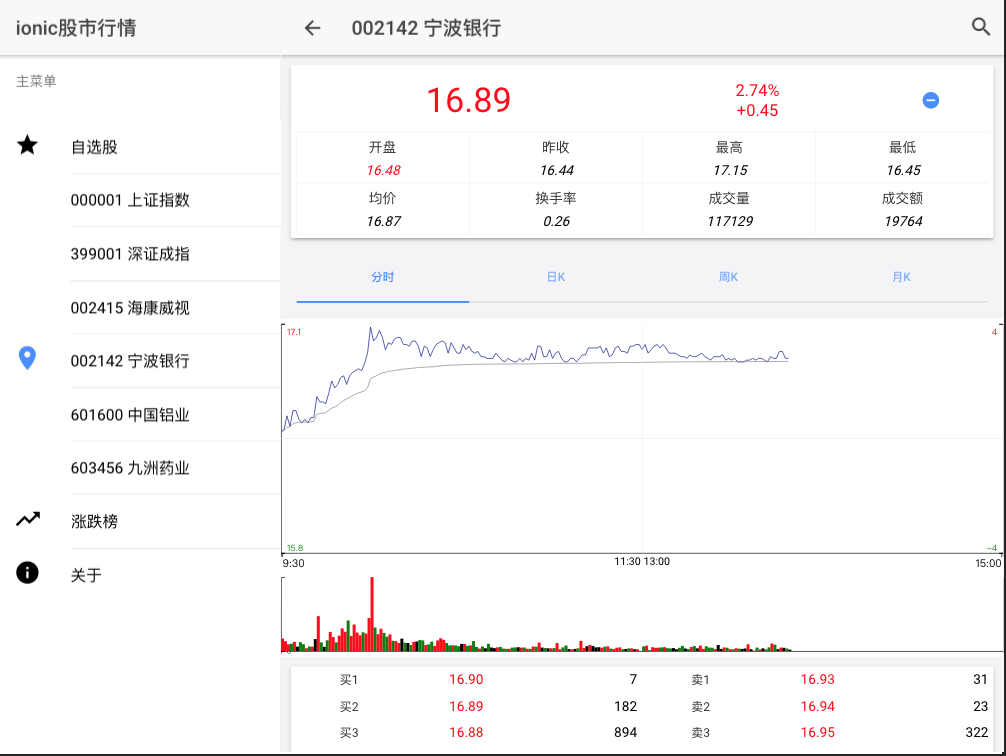 ionic股市行情
主菜单
自选股
000001 上证指数
399001 深证成指
002415 海康威视
002142 宁波银行
601600 中国铝业
603456 九洲药业
涨跌榜
关于
002142 宁波银行
16.89
2.74%
+0.45
开盘 昨收 最高 最低
16.48 16.44 17.15 16.45
均价 换手率 成交量 成交额
16.87 0.26 117129 19764
分时 日K 周K 月K
17.1 4
15.8 -4
9:30 11:30 13:00 15:00
买1 16.90 7 卖1 16.93 31
买2 16.89 182 卖2 16.94 23
买3 16.88 894 卖3 16.95 322